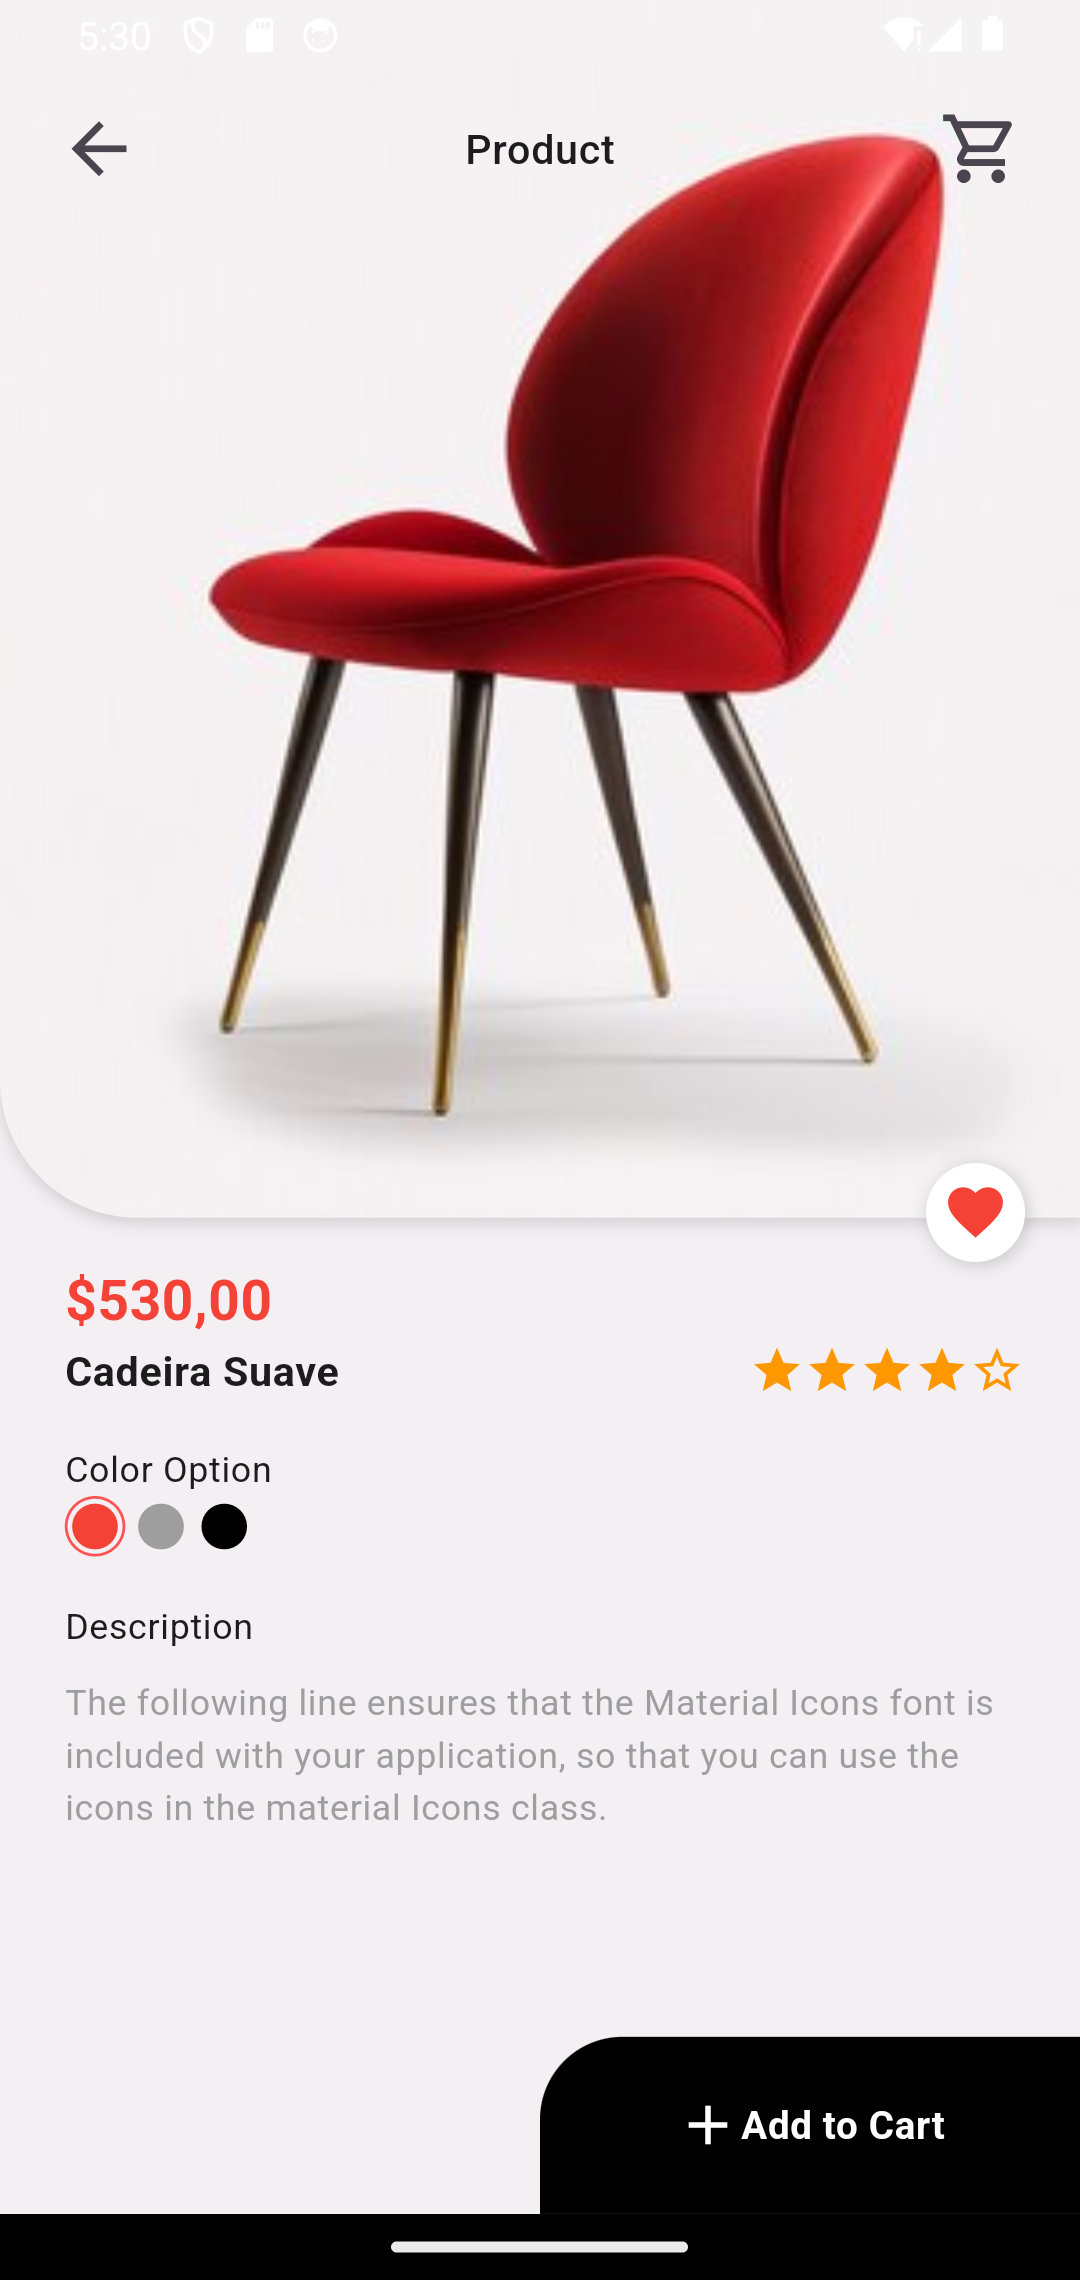 5:30
Product
$530,00
Cadeira Suave
Color Option
Description
The following line ensures that the Material Icons font is
included with your application, so that you can use the
icons in the material Icons class.
Add to Cart